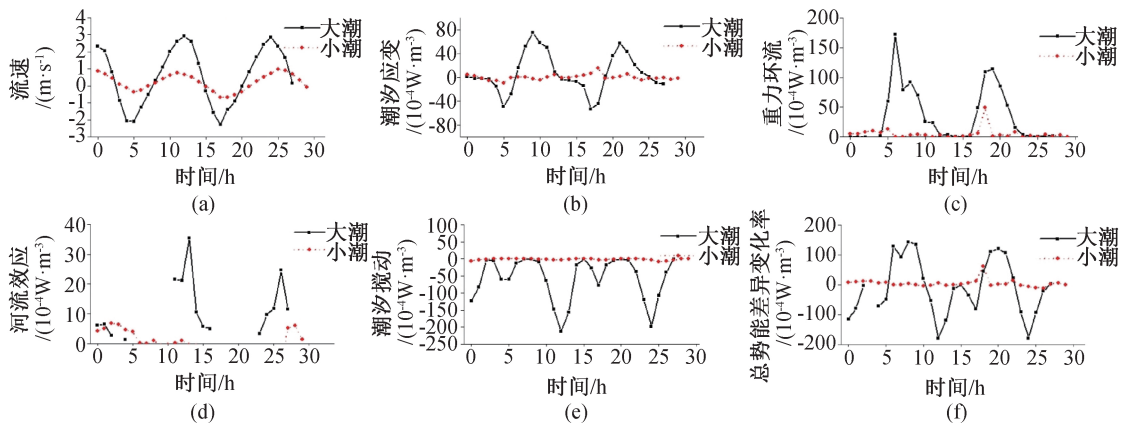 流速
/(m·s⁻¹)
4
3
2
1
0
-1
-2
-3
0 5 10 15 20 25 30
大潮
小潮
时间/h
(a)
潮汐应变
/(10⁻⁴W·m⁻³)
80
40
0
-40
-80
0 5 10 15 20 25 30
大潮
小潮
时间/h
(b)
重力环流
/(10⁻⁴W·m⁻³)
200
150
100
50
0
0 5 10 15 20 25 30
大潮
小潮
时间/h
(c)
河流效应
/(10⁻⁴W·m⁻³)
40
30
20
10
0
0 5 10 15 20 25 30
大潮
小潮
时间/h
(d)
潮汐搅动
/(10⁻⁴W·m⁻³)
100
50
0
-50
-100
-150
-200
-250
0 5 10 15 20 25 30
大潮
小潮
时间/h
(e)
总势能差异变化率
/(10⁻⁴W·m⁻³)
200
100
0
-100
-200
0 5 10 15 20 25 30
大潮
小潮
时间/h
(f)